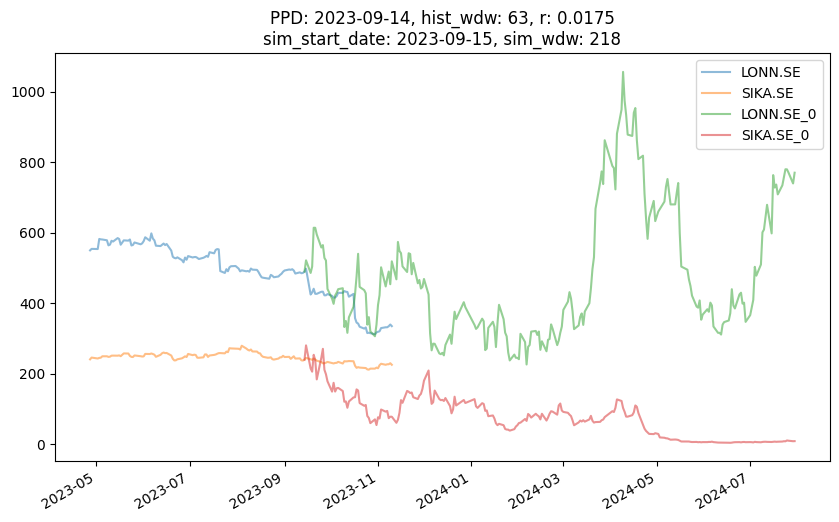 PPD: 2023-09-14, hist_wdw: 63, r: 0.0175
sim_start_date: 2023-09-15, sim_wdw: 218
LONN.SE
SIKA.SE
LONN.SE_0
SIKA.SE_0
1000
800
600
400
200
0
2023-05
2023-07
2023-09
2023-11
2024-01
2024-03
2024-05
2024-07